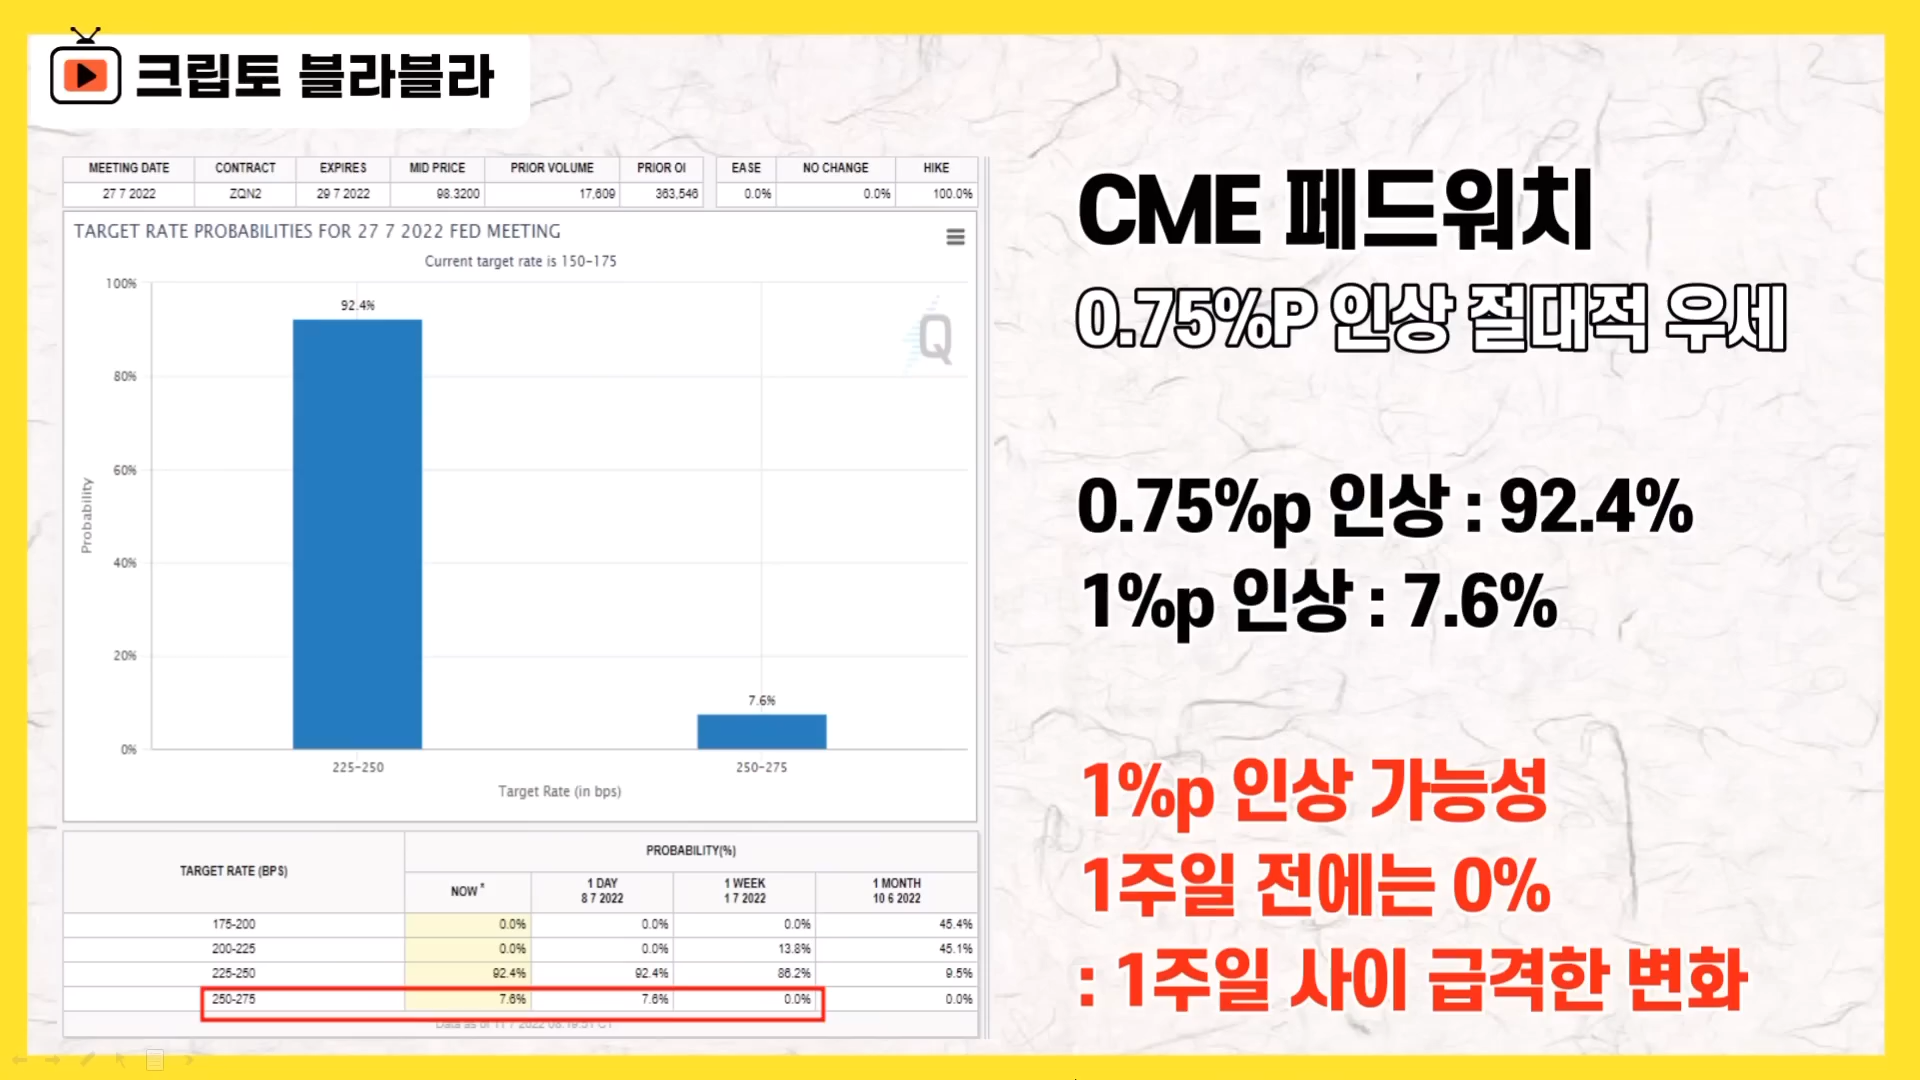 크립토 블라블라
MEETING DATE CONTRACT EXPIRES MID PRICE PRIOR VOLUME PRIOR OI EASE NO CHANGE HIKE
27 7 2022 ZQN2 29 7 2022 98.3200 17,609 363,546 0.0% 0.0% 100.0%
TARGET RATE PROBABILITIES FOR 27 7 2022 FED MEETING
Current target rate is 150-175
100%
80%
60%
40%
20%
0%
Probability
92.4%
7.6%
Q
225-250 250-275
Target Rate (in bps)
TARGET RATE (BPS) PROBABILITY(%)
NOW * 1 DAY 8 7 2022 1 WEEK 1 7 2022 1 MONTH 10 6 2022
175-200 0.0% 0.0% 0.0% 45.4%
200-225 0.0% 0.0% 13.8% 45.1%
225-250 92.4% 92.4% 86.2% 9.5%
250-275 7.6% 7.6% 0.0% 0.0%
CME 페드워치
0.75%P 인상 절대적 우세
0.75%p 인상 : 92.4%
1%p 인상 : 7.6%
1%p 인상 가능성
1주일 전에는 0%
: 1주일 사이 급격한 변화